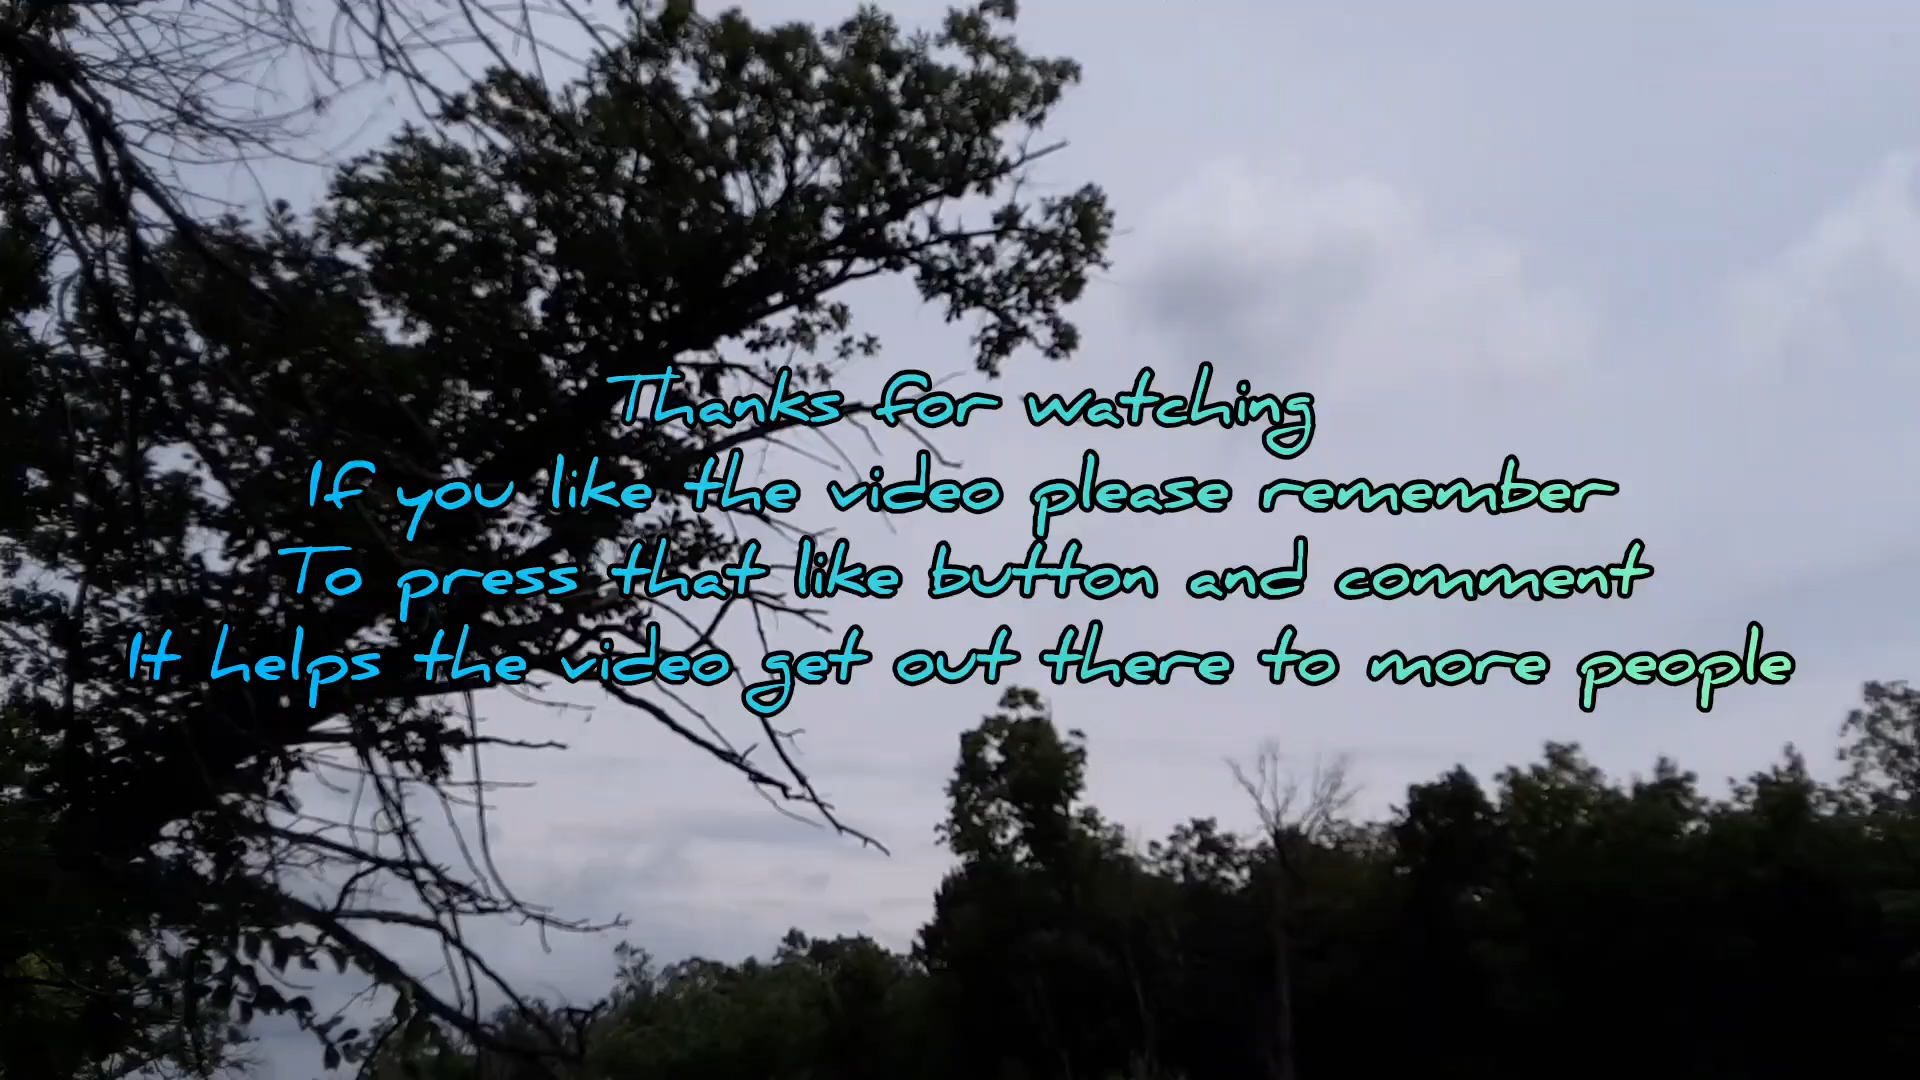 Thanks for watching
If you like the video please remember
To press that like button and comment
It helps the video get out there to more people